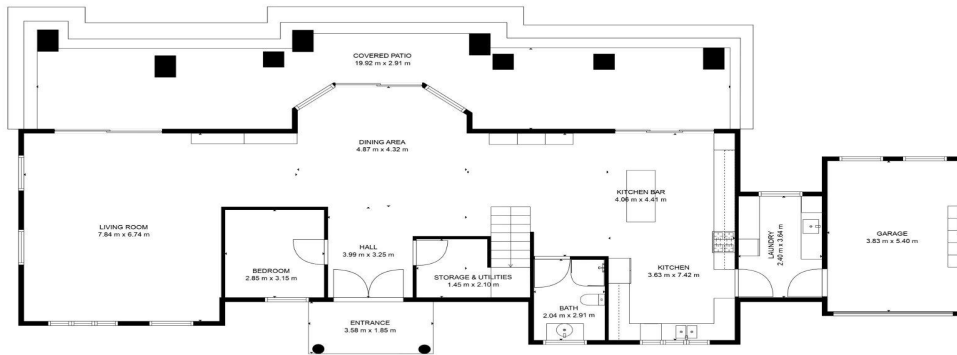 COVERED PATIO
19.92 m x 2.91 m
DINING AREA
4.87 m x 4.32 m
KITCHEN BAR
4.06 m x 4.41 m
LIVING ROOM
7.84 m x 6.74 m
HALL
3.99 m x 3.25 m
BEDROOM
2.85 m x 3.15 m
STORAGE & UTILITIES
1.45 m x 2.10 m
KITCHEN
3.63 m x 7.42 m
LAUNDRY
2.40 m x 3.64 m
GARAGE
3.83 m x 5.40 m
BATH
2.04 m x 2.91 m
ENTRANCE
3.58 m x 1.85 m